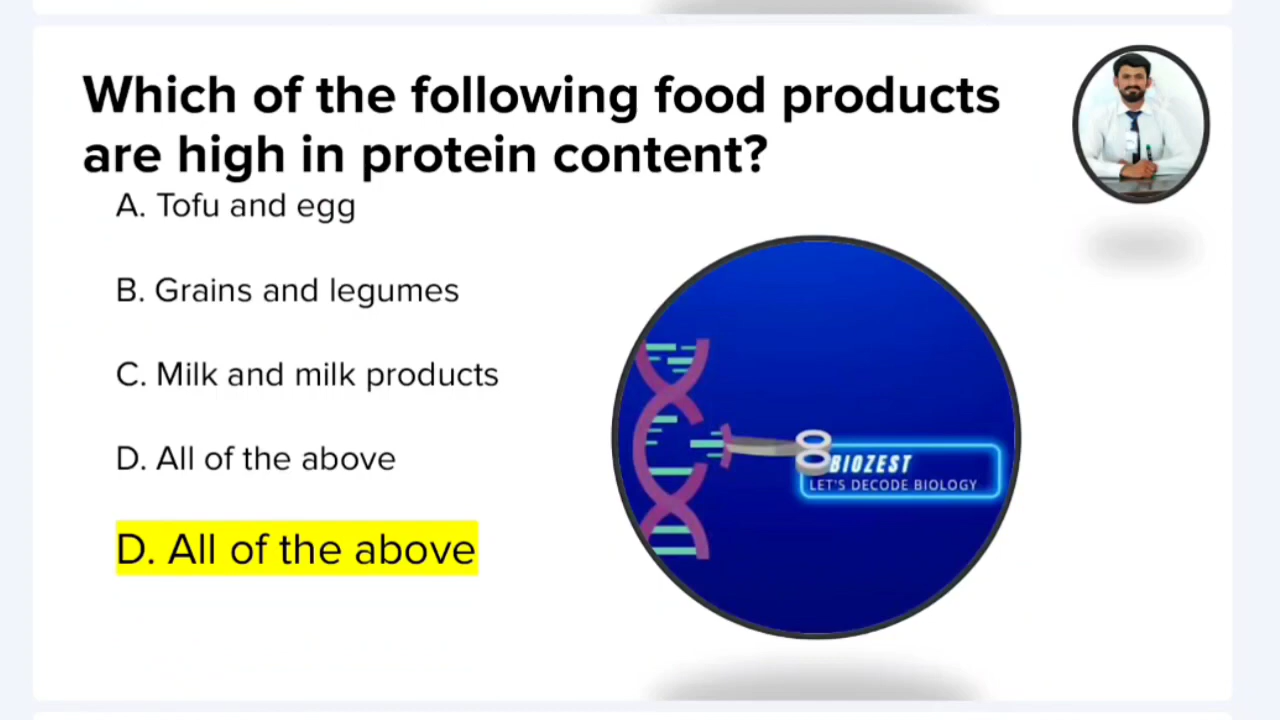 Which of the following food products
are high in protein content?
A. Tofu and egg
B. Grains and legumes
C. Milk and milk products
D. All of the above
D. All of the above
BIOZEST
LET'S DECODE BIOLOGY